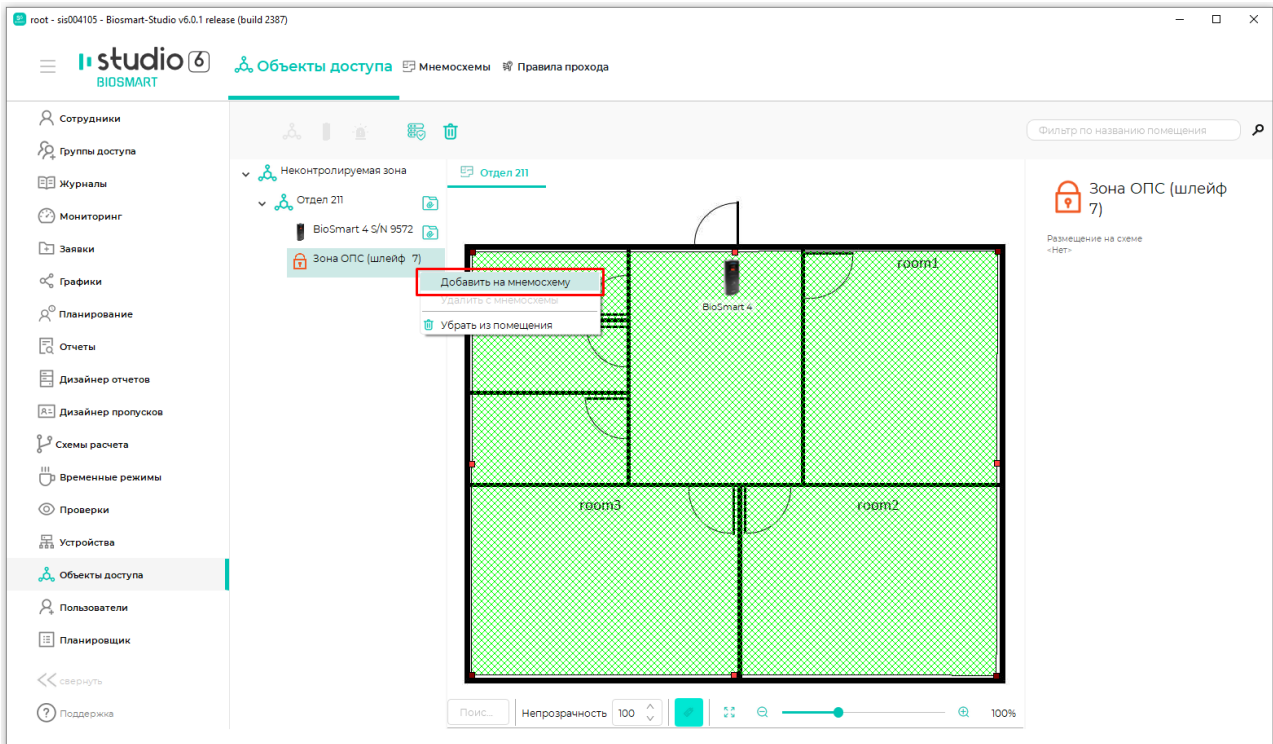 root - sis004105 - Biosmart-Studio v6.0.1 release (build 2387)
studio 6
BIOSMART
Объекты доступа
Мнемосхемы
Правила прохода
Сотрудники
Группы доступа
Журналы
Мониторинг
Заявки
Графики
Планирование
Отчеты
Дизайнер отчетов
Дизайнер пропусков
Схемы расчета
Временные режимы
Проверки
Устройства
Объекты доступа
Пользователи
Планировщик
свернуть
Поддержка
Фильтр по названию помещения
Неконтролируемая зона
Отдел 211
BioSmart 4 S/N 9572
Зона ОПС (шлейф 7)
Добавить на мнемосхему
Удалить с мнемосхемы
Убрать из помещения
Отдел 211
room1
BioSmart 4
room3
room2
Поиск...
Непрозрачность 100
100%
Зона ОПС (шлейф
7)
Размещение на схеме
<Нет>